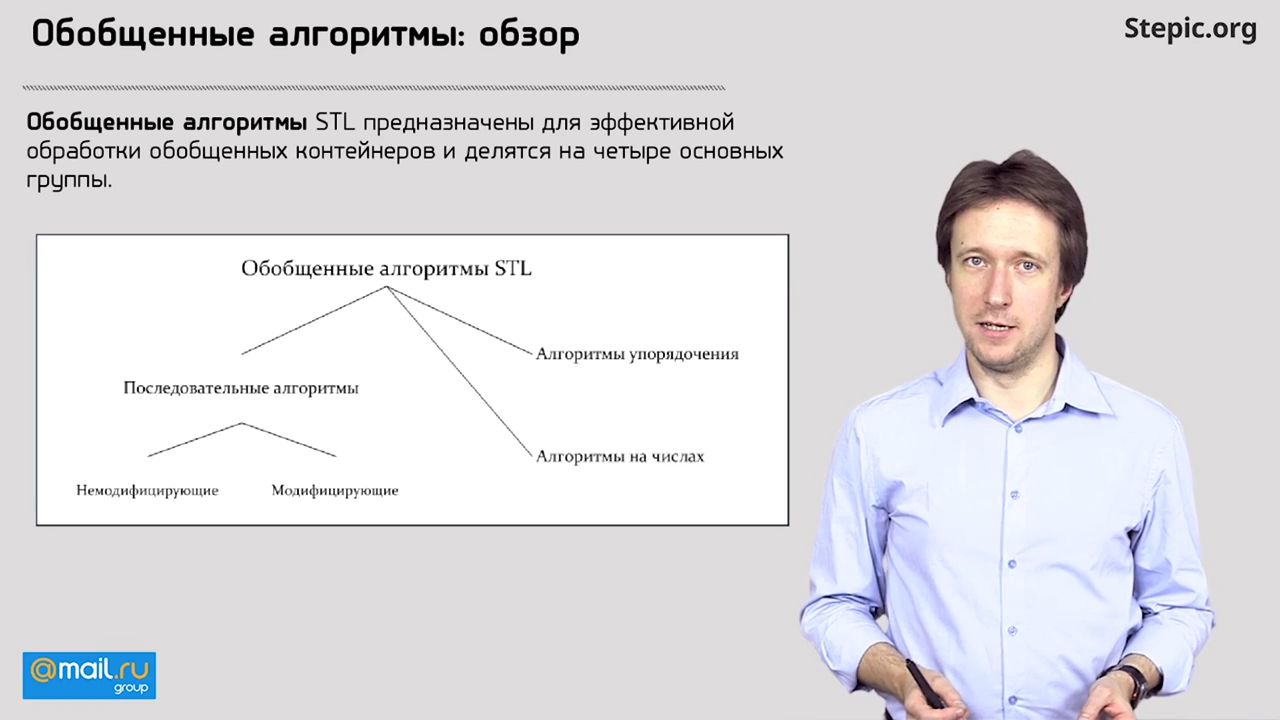 Обобщенные алгоритмы: обзор
Stepic.org
Обобщенные алгоритмы STL предназначены для эффективной
обработки обобщенных контейнеров и делятся на четыре основных
группы.
Обобщенные алгоритмы STL
Алгоритмы упорядочения
Последовательные алгоритмы
Алгоритмы на числах
Немодифицирующие
Модифицирующие
@mail.ru
group